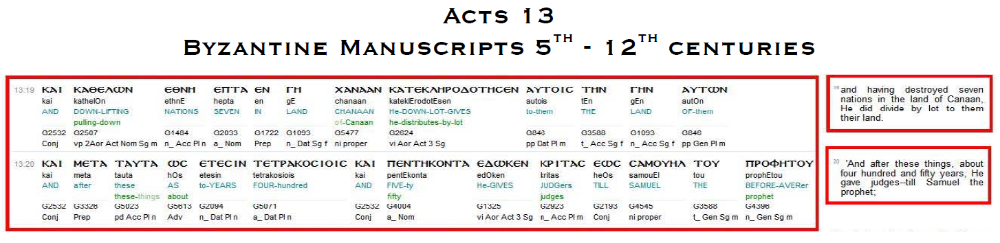 ACTS 13
BYZANTINE MANUSCRIPTS 5TH - 12TH CENTURIES
13:19 ΚΑΙ ΚΑΘΕΛΩΝ ΕΘΝΗ ΕΠΤΑ ΕΝ ΓΗ ΧΑΝΑΑΝ ΚΑΤΕΚΛΗΡΟΔΟΤΗϹΕΝ ΑΥΤΟΙϹ ΤΗΝ ΓΗΝ ΑΥΤΩΝ
kai kathelOn ethnE hepta en gE chanaan kateklErodotEsen autois tEn gEn autOn
AND DOWN-LIFTING NATIONS SEVEN IN LAND CHANAAN He-DOWN-LOT-GIVES to-them THE LAND OF-them
pulling-down of-Canaan he-distributes-by-lot
G2532 G2507 G1484 G2033 G1722 G1093 G5477 G2624 G846 G3588 G1093 G846
Conj vp 2Aor Act Nom Sg m n_ Acc Pl n a_ Nom Prep n_ Dat Sg f ni proper vi Aor Act 3 Sg pp Dat Pl m t_ Acc Sg f n_ Acc Sg f pp Gen Pl m
13:20 ΚΑΙ ΜΕΤΑ ΤΑΥΤΑ ΩϹ ΕΤΕϹΙΝ ΤΕΤΡΑΚΟϹΙΟΙϹ ΚΑΙ ΠΕΝΤΗΚΟΝΤΑ ΕΔΩΚΕΝ ΚΡΙΤΑϹ ΕΩϹ ϹΑΜΟΥΗΛ ΤΟΥ ΠΡΟΦΗΤΟΥ
kai meta tauta hOs etesin tetrakosiois kai pentEkonta edOken kritas heOs samouEl tou prophEtou
AND after these AS to-YEARS FOUR-hundred AND FIVE-ty He-GIVES JUDGers TILL SAMUEL THE BEFORE-AVERer
these-things about fifty judges prophet
G2532 G3326 G5023 G5613 G2094 G5071 G2532 G4004 G1325 G2923 G2193 G4545 G3588 G4396
Conj Prep pd Acc Pl n Adv n_ Dat Pl n a_ Dat Pl n Conj a_ Nom vi Aor Act 3 Sg n_ Acc Pl m Conj ni proper t_ Gen Sg m n_ Gen Sg m
19 and having destroyed seven
nations in the land of Canaan,
He did divide by lot to them
their land.
20 'And after these things, about
four hundred and fifty years, He
gave judges--till Samuel the
prophet;